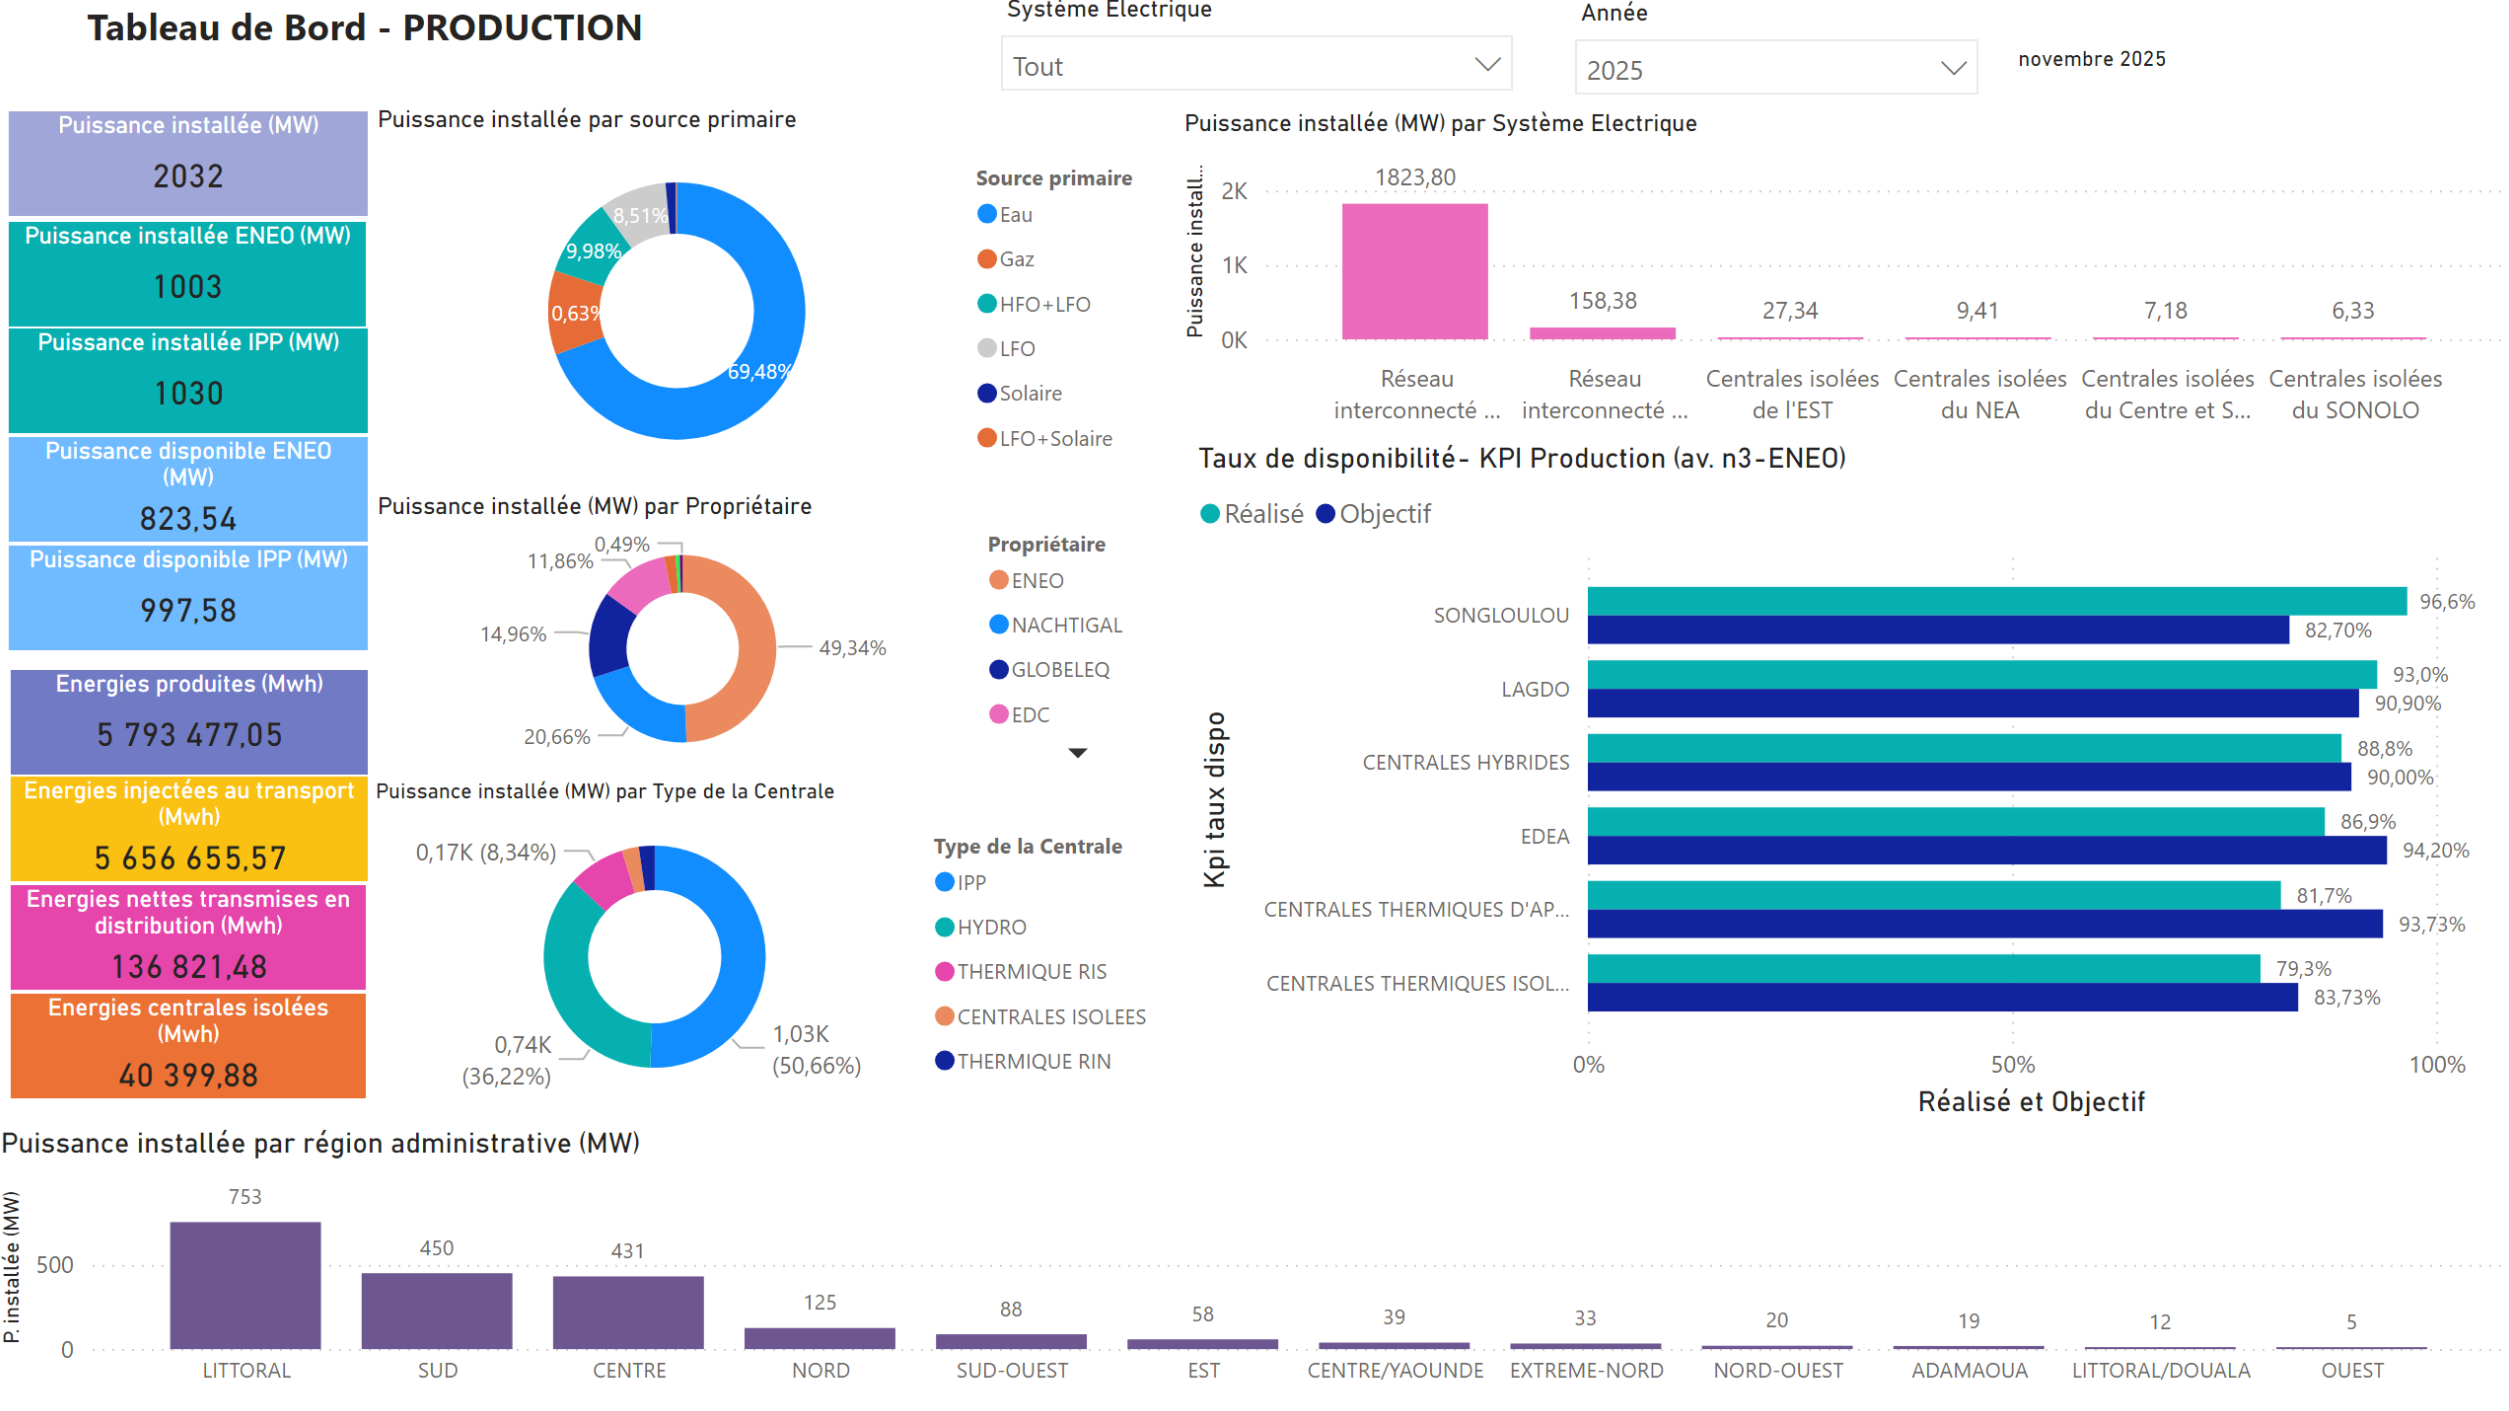 Tableau de Bord - PRODUCTION
Système Electrique
Tout
Année
2025
novembre 2025
Puissance installée (MW)
2032
Puissance installée ENEO (MW)
1003
Puissance installée IPP (MW)
1030
Puissance disponible ENEO
(MW)
823,54
Puissance disponible IPP (MW)
997,58
Energies produites (Mwh)
5 793 477,05
Energies injectées au transport
(Mwh)
5 656 655,57
Energies nettes transmises en
distribution (Mwh)
136 821,48
Energies centrales isolées
(Mwh)
40 399,88
Puissance installée par source primaire
8,51%
9,98%
0,63%
69,48%
Source primaire
Eau
Gaz
HFO+LFO
LFO
Solaire
LFO+Solaire
Puissance installée (MW) par Propriétaire
0,49%
11,86%
14,96%
20,66%
49,34%
Propriétaire
ENEO
NACHTIGAL
GLOBELEQ
EDC
Puissance installée (MW) par Type de la Centrale
0,17K (8,34%)
0,74K
(36,22%)
1,03K
(50,66%)
Type de la Centrale
IPP
HYDRO
THERMIQUE RIS
CENTRALES ISOLEES
THERMIQUE RIN
Puissance installée (MW) par Système Electrique
Puissance install...
2K
1K
0K
1823,80
158,38
27,34
9,41
7,18
6,33
Réseau
interconnecté ...
Réseau
interconnecté ...
Centrales isolées
de l'EST
Centrales isolées
du NEA
Centrales isolées
du Centre et S...
Centrales isolées
du SONOLO
Taux de disponibilité- KPI Production (av. n3-ENEO)
Réalisé
Objectif
Kpi taux dispo
SONGLOULOU
96,6%
82,70%
LAGDO
93,0%
90,90%
CENTRALES HYBRIDES
88,8%
90,00%
EDEA
86,9%
94,20%
CENTRALES THERMIQUES D'AP...
81,7%
93,73%
CENTRALES THERMIQUES ISOL...
79,3%
83,73%
0%
50%
100%
Réalisé et Objectif
Puissance installée par région administrative (MW)
P. installée (MW)
500
0
753
450
431
125
88
58
39
33
20
19
12
5
LITTORAL
SUD
CENTRE
NORD
SUD-OUEST
EST
CENTRE/YAOUNDE
EXTREME-NORD
NORD-OUEST
ADAMAOUA
LITTORAL/DOUALA
OUEST